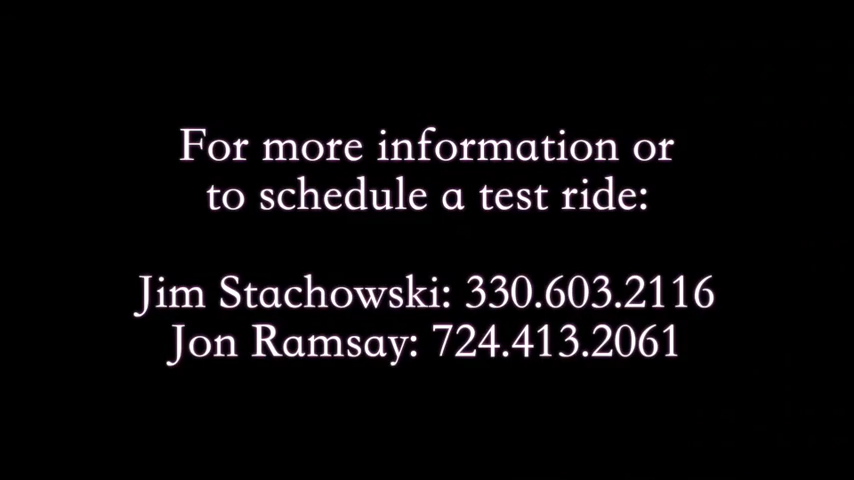 For more information or
to schedule a test ride:
Jim Stachowski: 330.603.2116
Jon Ramsay: 724.413.2061